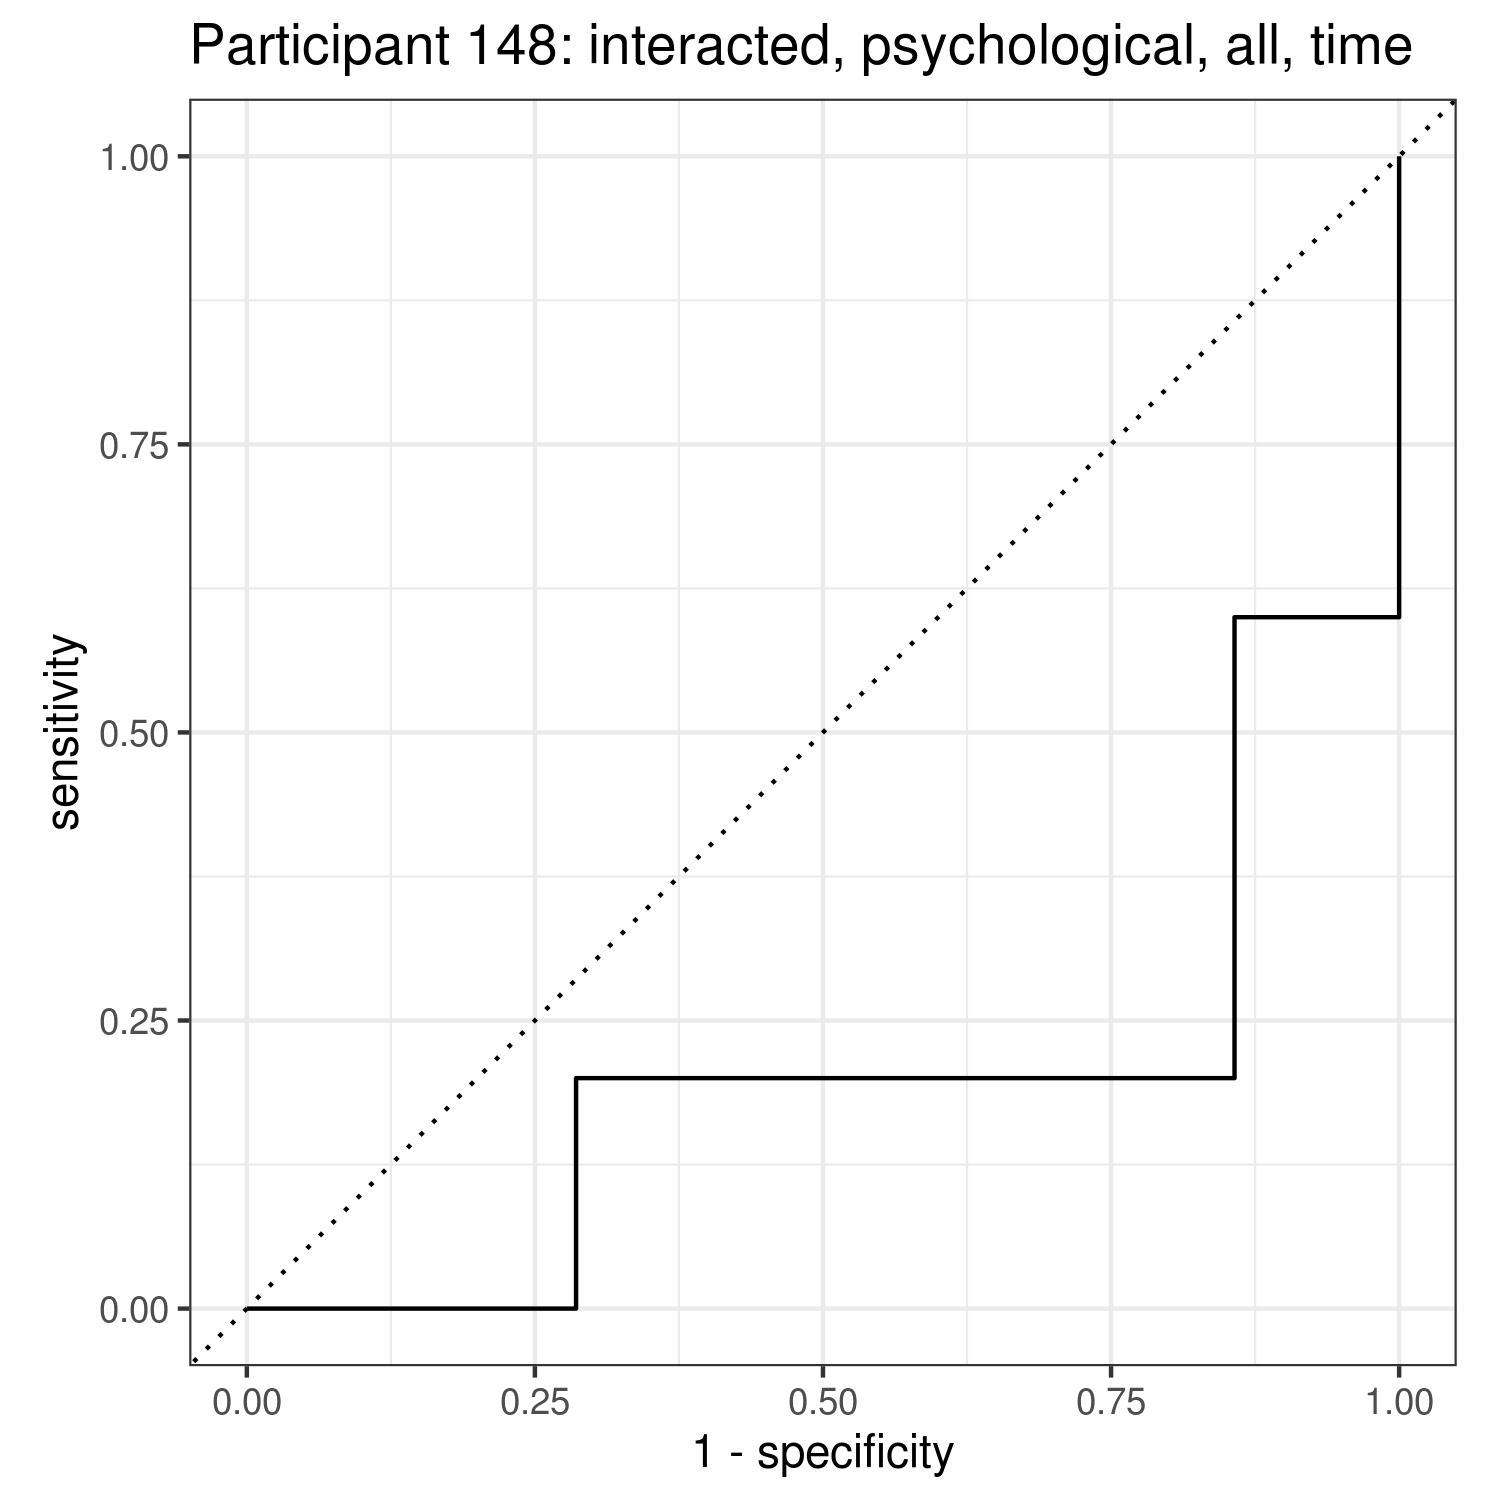 Participant 148: interacted, psychological, all, time
1.00
0.75
0.50
0.25
0.00
sensitivity
0.00 0.25 0.50 0.75 1.00
1 - specificity